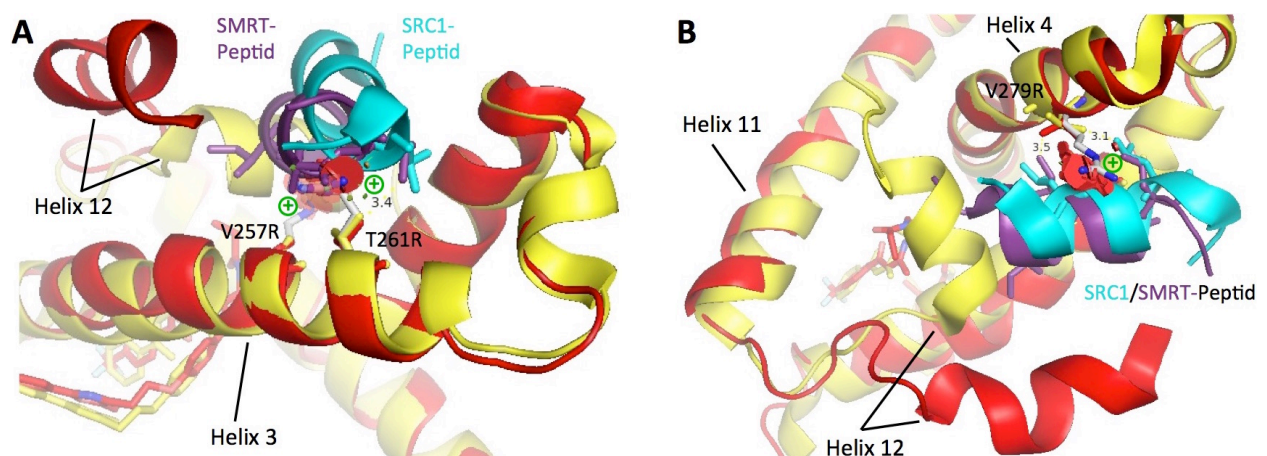 A
SMRT-
Peptid
SRC1-
Peptid
Helix 12
V257R
3.4
T261R
Helix 3
B
Helix 4
V279R
Helix 11
3.1
3.5
SRC1/SMRT-Peptid
Helix 12